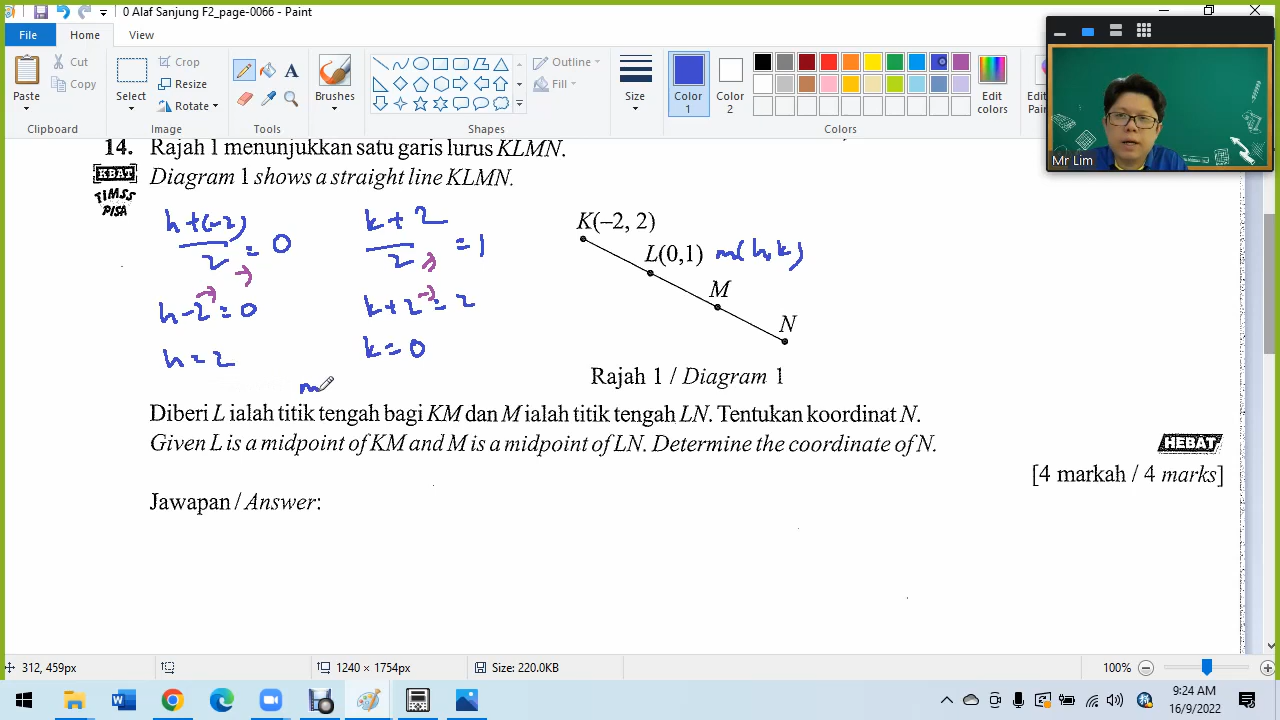 0 Alaf Sanjung F2_page-0066 - Paint
File Home View
Paste
Cut
Copy
Clipboard
Select
Crop
Resize
Rotate
Image
A
Tools
Brushes
Outline
Fill
Shapes
Size
Color 1
Color 2
Edit colors
Colors
Mr Lim
14. Rajah 1 menunjukkan satu garis lurus KLMN.
KBAT Diagram 1 shows a straight line KLMN.
TIMSS
PISA
h+(-2)/2 = 0
h-2=0
h=2
k+2/2 =1
k+2=2
k=0
m
K(–2, 2)
L(0,1) m(h,k)
M
N
Rajah 1 / Diagram 1
Diberi L ialah titik tengah bagi KM dan M ialah titik tengah LN. Tentukan koordinat N.
Given L is a midpoint of KM and M is a midpoint of LN. Determine the coordinate of N.
HEBAT
[4 markah / 4 marks]
Jawapan / Answer:
312, 459px
1240 × 1754px
Size: 220.0KB
100%
9:24 AM
16/9/2022